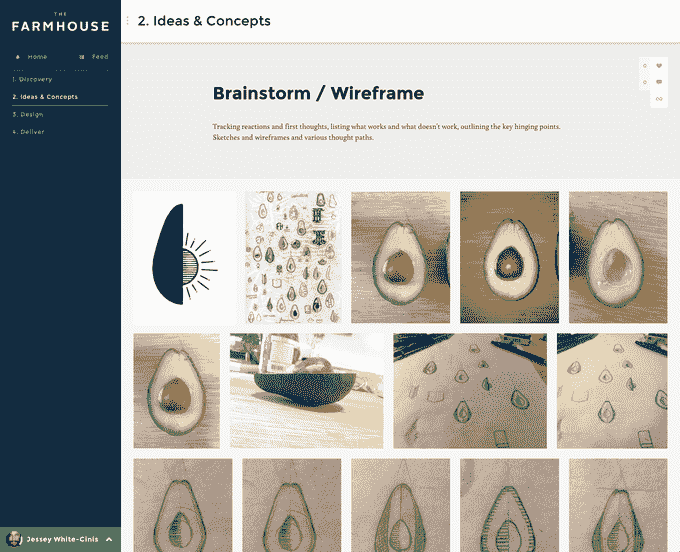 THE
FARMHOUSE
Home
Feed
1. Discovery
2. Ideas & Concepts
3. Design
4. Deliver
Jessey White-Cinis
2. Ideas & Concepts
Brainstorm / Wireframe
Tracking reactions and first thoughts, listing what works and what doesn't work, outlining the key hinging points.
Sketches and wireframes and various thought paths.
0
0